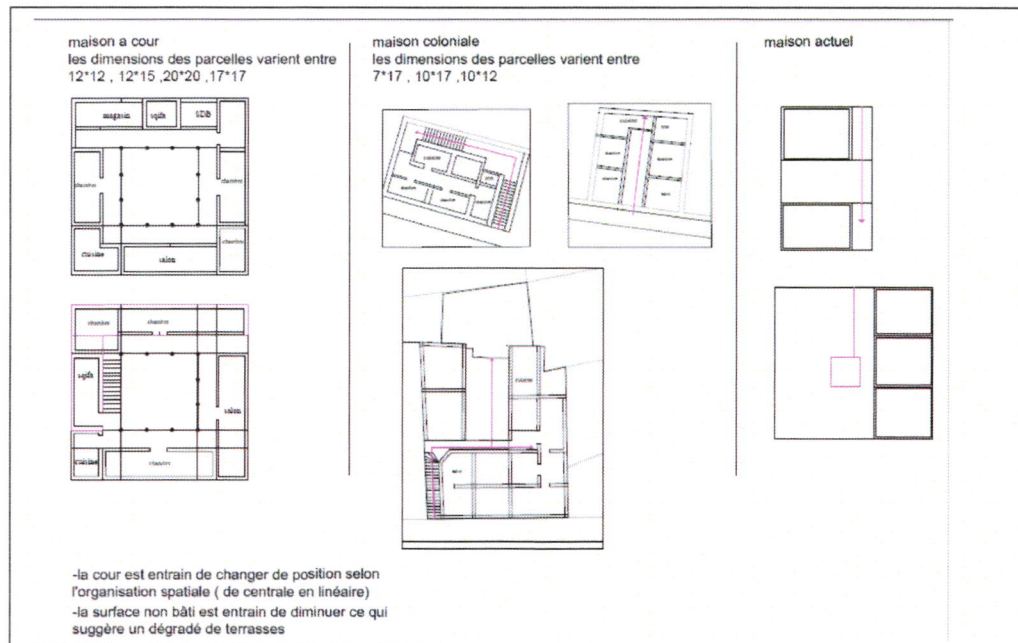 maison a cour
les dimensions des parcelles varient entre
12*12 , 12*15 ,20*20 ,17*17
magasin
sqifa
SDB
chambre
chambre
chambre
cuisine
salon
chambre
chambre
sqifa
salon
cuisine
chambre
maison coloniale
les dimensions des parcelles varient entre
7*17 , 10*17 ,10*12
maison actuel
-la cour est entrain de changer de position selon
l'organisation spatiale ( de centrale en linéaire)
-la surface non bâti est entrain de diminuer ce qui
suggère un dégradé de terrasses